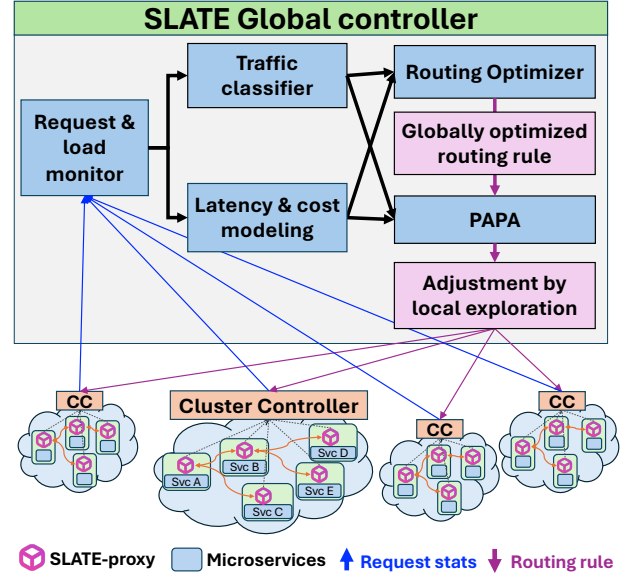 SLATE Global controller
Request &
load
monitor
Traffic
classifier
Latency & cost
modeling
Routing Optimizer
Globally optimized
routing rule
PAPA
Adjustment by
local exploration
CC
Cluster Controller
CC
CC
Svc A
Svc B
Svc C
Svc D
Svc E
SLATE-proxy
Microservices
Request stats
Routing rule